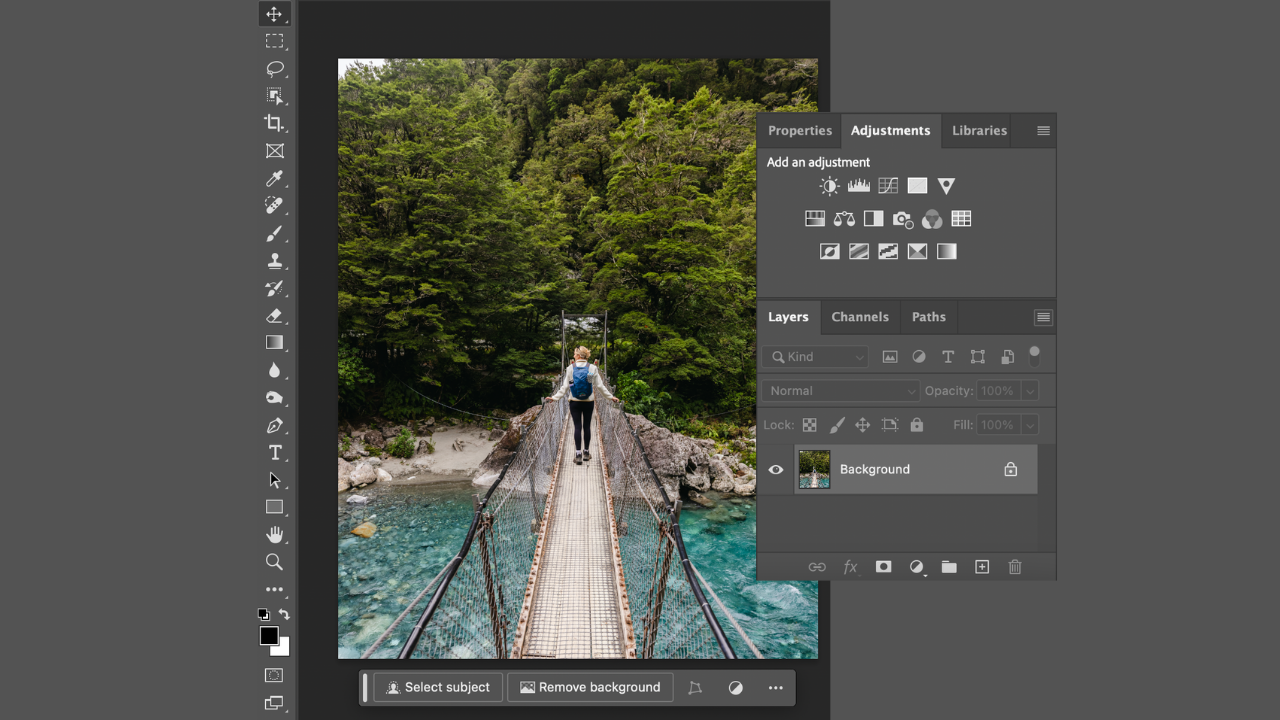 Properties
Adjustments
Libraries
Add an adjustment
Layers
Channels
Paths
Kind
Normal
Opacity: 100%
Lock:
Fill: 100%
Background
fx
Select subject
Remove background